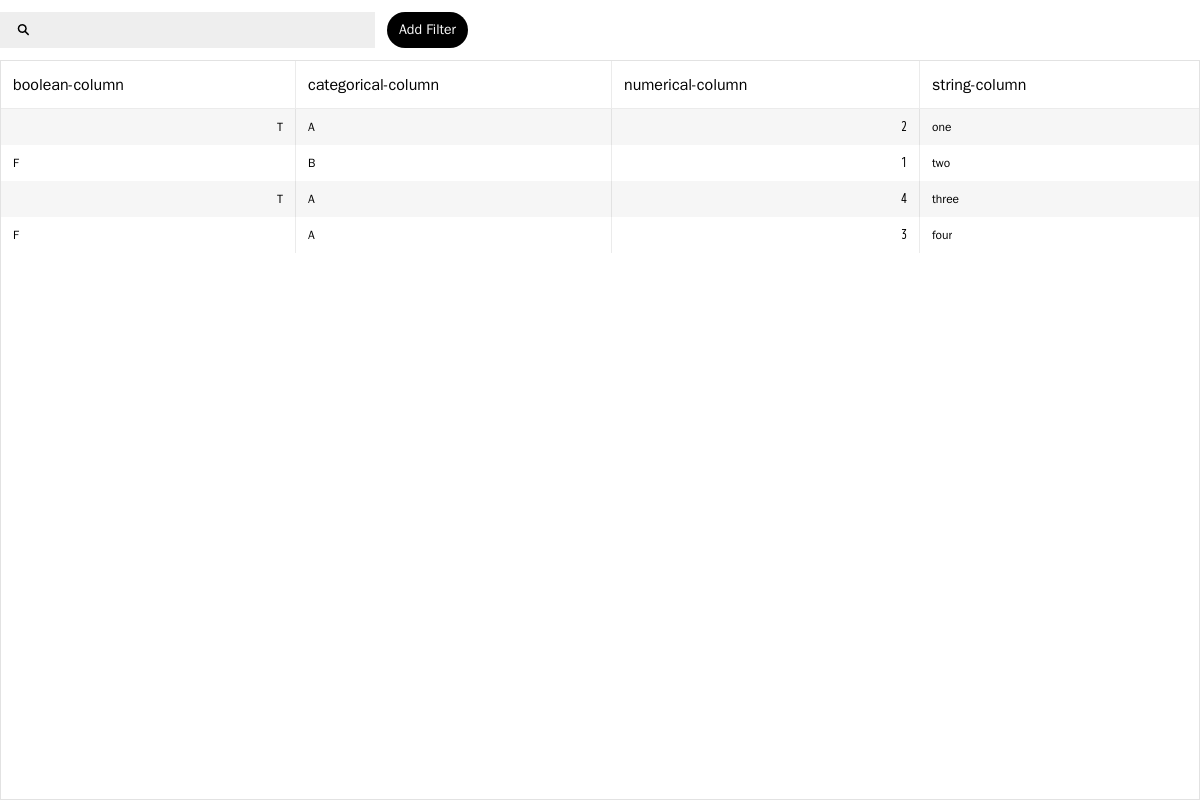 Add Filter
boolean-column categorical-column numerical-column string-column
T A 2 one
F B 1 two
T A 4 three
F A 3 four